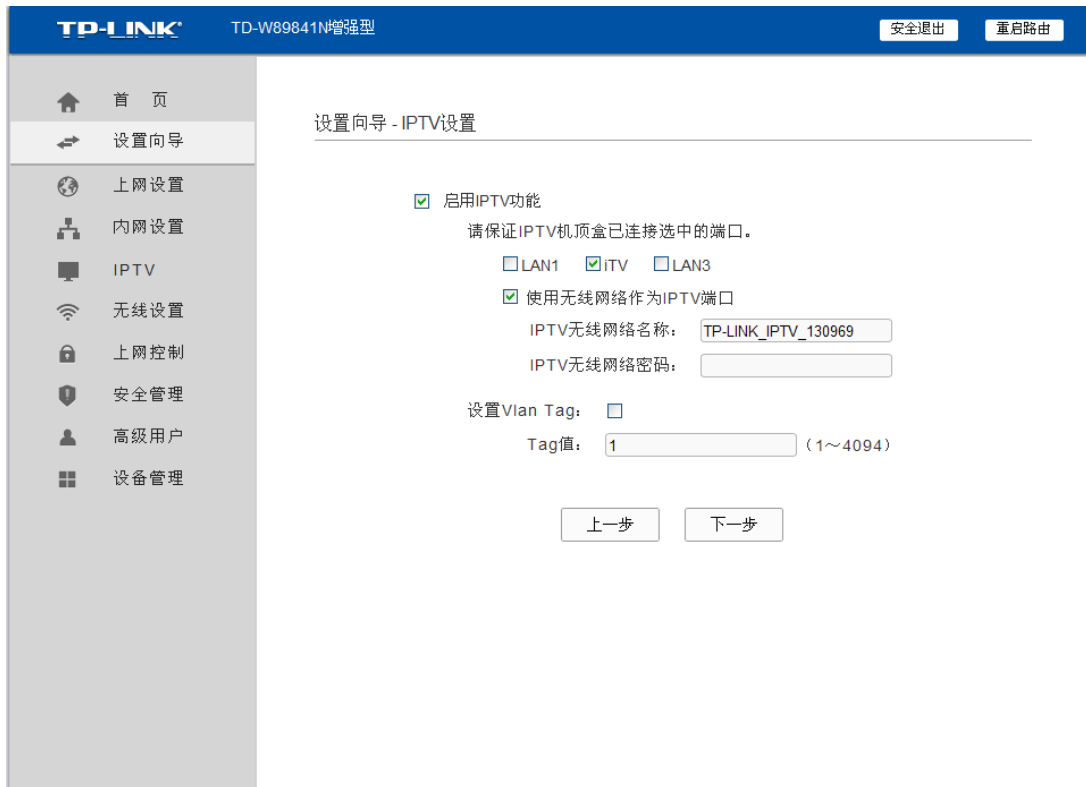 TP-LINK TD-W89841N增强型 安全退出 重启路由
首 页
设置向导
上网设置
内网设置
IPTV
无线设置
上网控制
安全管理
高级用户
设备管理
设置向导 - IPTV设置
启用IPTV功能
请保证IPTV机顶盒已连接选中的端口。
LAN1 iTV LAN3
使用无线网络作为IPTV端口
IPTV无线网络名称： TP-LINK_IPTV_130969
IPTV无线网络密码：
设置Vlan Tag：
Tag值： 1 （1～4094）
上一步 下一步